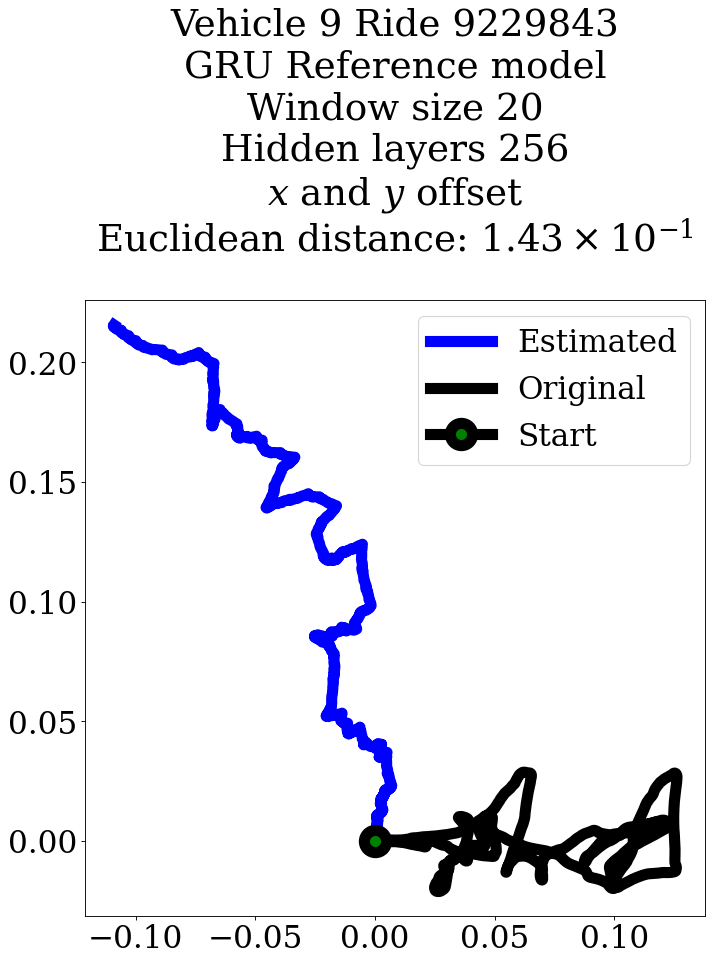 Vehicle 9 Ride 9229843
GRU Reference model
Window size 20
Hidden layers 256
x and y offset
Euclidean distance: 1.43 × 10⁻¹
Estimated
Original
Start
0.20
0.15
0.10
0.05
0.00
−0.10 −0.05 0.00 0.05 0.10